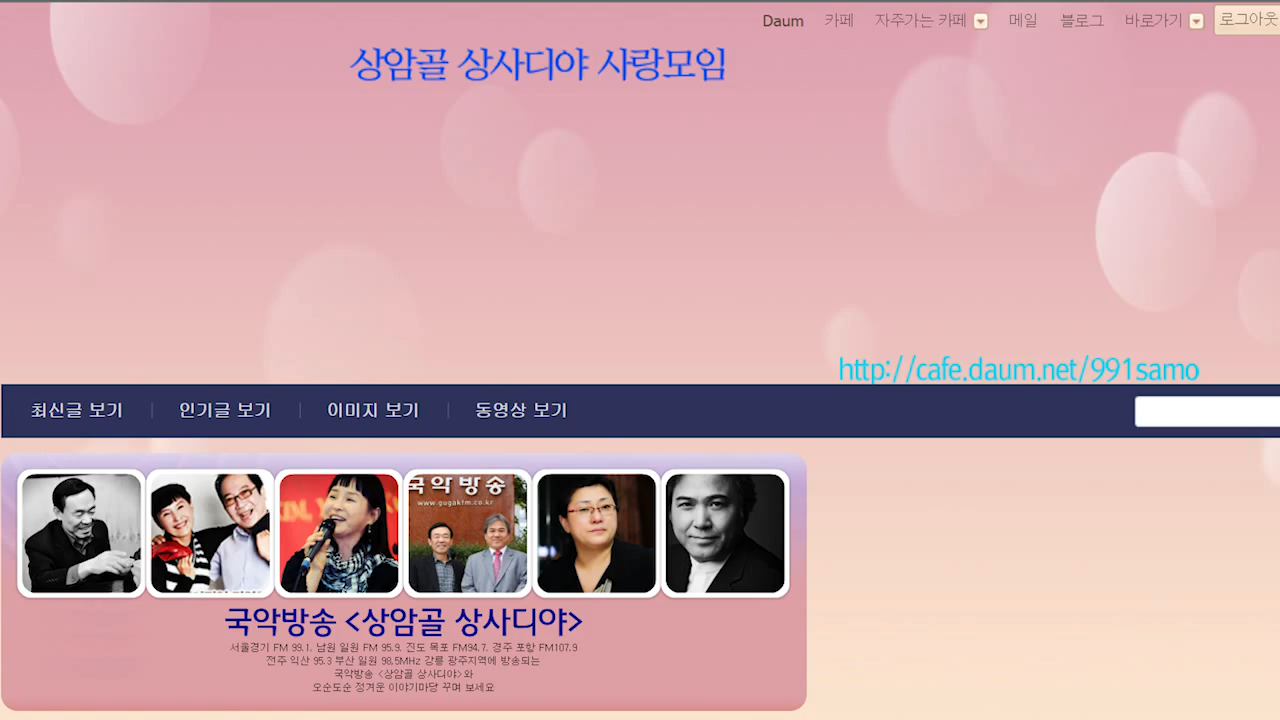 Daum 카페 자주가는 카페 메일 블로그 바로가기 로그아웃
상암골 상사디야 사랑모임
http://cafe.daum.net/991samo
최신글 보기 | 인기글 보기 | 이미지 보기 | 동영상 보기
국악방송
www.gugakfm.co.kr
국악방송 <상암골 상사디야>
서울경기 FM 99.1. 남원 일원 FM 95.9. 진도 목포 FM94.7. 경주 포항 FM107.9
전주 익산 95.3 부산 일원 98.5MHz 강릉 광주지역에 방송되는
국악방송 <상암골 상사디야>와
오순도순 정겨운 이야기마당 꾸며 보세요